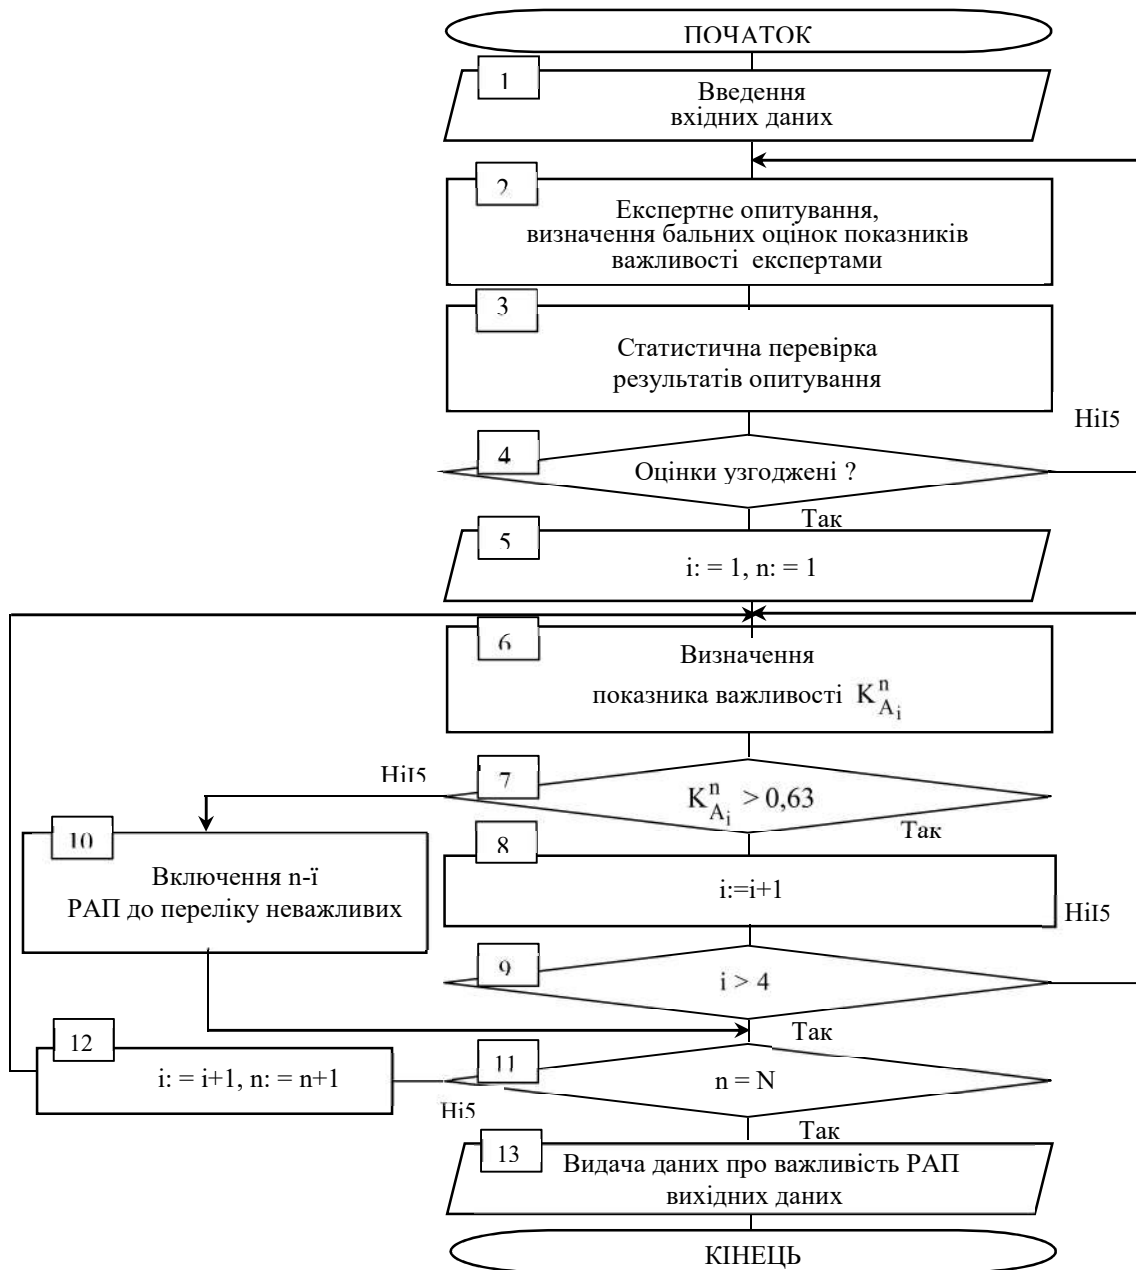 ПОЧАТОК
1
Введення
вхідних даних
2
Експертне опитування,
визначення бальних оцінок показників
важливості експертами
3
Статистична перевірка
результатів опитування
НіІ5
4
Оцінки узгоджені ?
Так
5
i: = 1, n: = 1
6
Визначення
показника важливості K^n_{A_i}
НіІ5
7
K^n_{A_i} > 0,63
Так
10
Включення n-ї
РАП до переліку неважливих
8
i:=i+1
НіІ5
9
i > 4
Так
12
i: = i+1, n: = n+1
11
n = N
Ні5
Так
13
Видача даних про важливість РАП
вихідних даних
КІНЕЦЬ